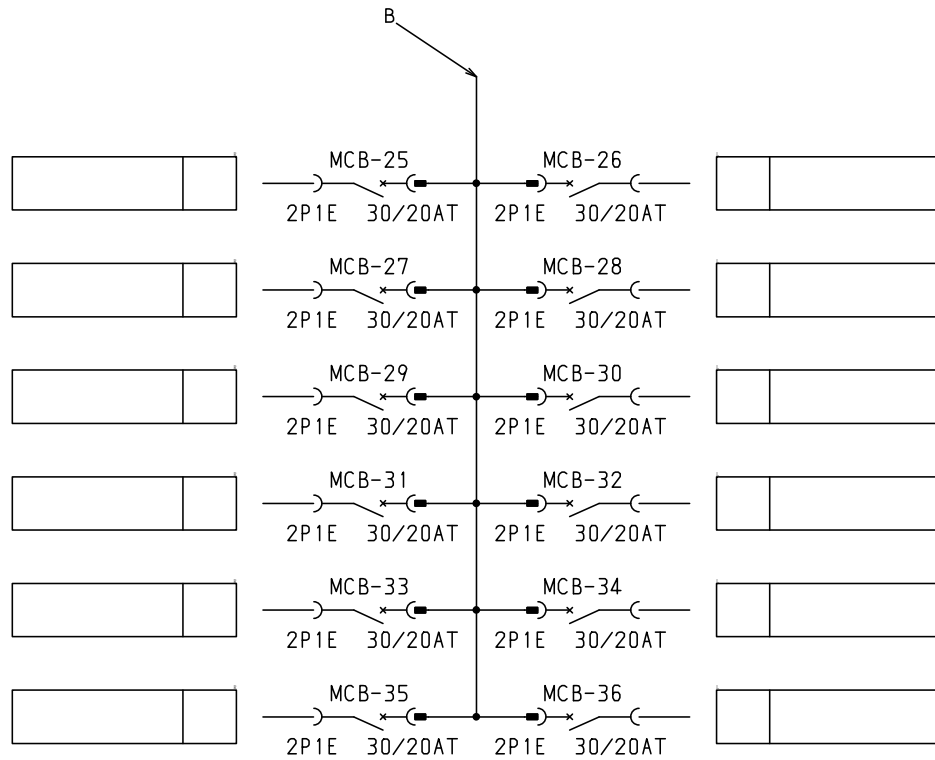 B
MCB-25 MCB-26
2P1E 30/20AT 2P1E 30/20AT
MCB-27 MCB-28
2P1E 30/20AT 2P1E 30/20AT
MCB-29 MCB-30
2P1E 30/20AT 2P1E 30/20AT
MCB-31 MCB-32
2P1E 30/20AT 2P1E 30/20AT
MCB-33 MCB-34
2P1E 30/20AT 2P1E 30/20AT
MCB-35 MCB-36
2P1E 30/20AT 2P1E 30/20AT